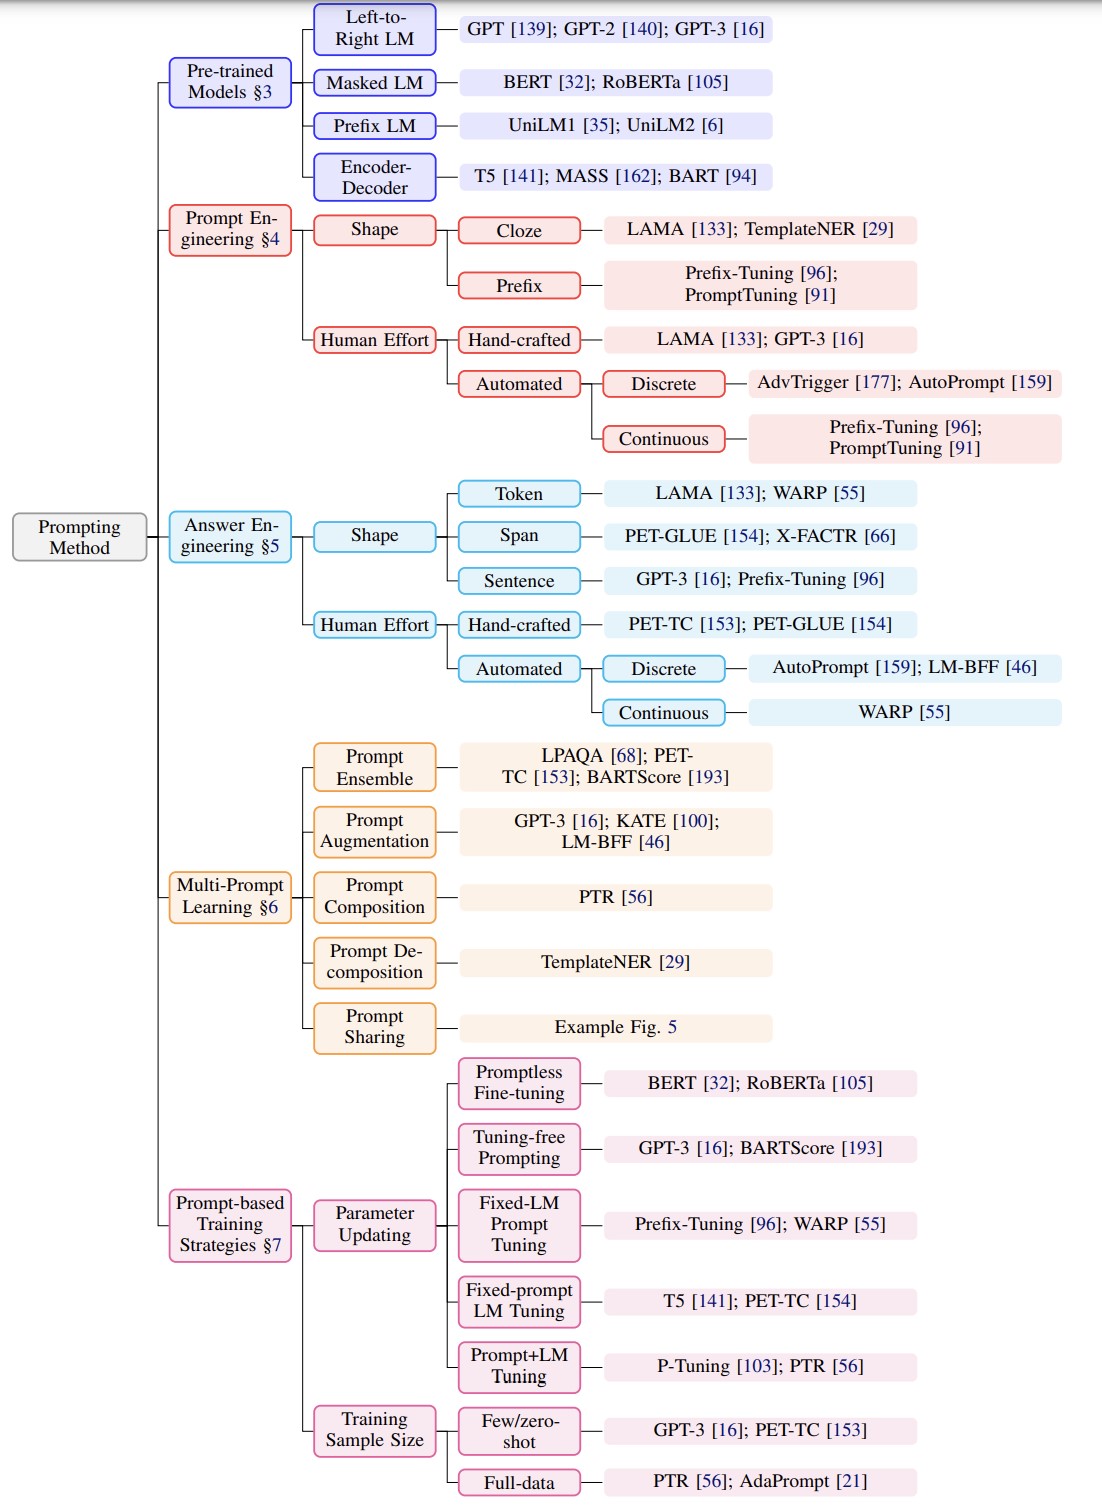 Left-to-
Right LM
GPT [139]; GPT-2 [140]; GPT-3 [16]
Pre-trained
Models §3
Masked LM
BERT [32]; RoBERTa [105]
Prefix LM
UniLM1 [35]; UniLM2 [6]
Encoder-
Decoder
T5 [141]; MASS [162]; BART [94]
Prompt En-
gineering §4
Shape
Cloze
LAMA [133]; TemplateNER [29]
Prefix
Prefix-Tuning [96];
PromptTuning [91]
Human Effort
Hand-crafted
LAMA [133]; GPT-3 [16]
Automated
Discrete
AdvTrigger [177]; AutoPrompt [159]
Continuous
Prefix-Tuning [96];
PromptTuning [91]
Prompting
Method
Answer En-
gineering §5
Shape
Token
LAMA [133]; WARP [55]
Span
PET-GLUE [154]; X-FACTR [66]
Sentence
GPT-3 [16]; Prefix-Tuning [96]
Human Effort
Hand-crafted
PET-TC [153]; PET-GLUE [154]
Automated
Discrete
AutoPrompt [159]; LM-BFF [46]
Continuous
WARP [55]
Multi-Prompt
Learning §6
Prompt
Ensemble
LPAQA [68]; PET-
TC [153]; BARTScore [193]
Prompt
Augmentation
GPT-3 [16]; KATE [100];
LM-BFF [46]
Prompt
Composition
PTR [56]
Prompt De-
composition
TemplateNER [29]
Prompt
Sharing
Example Fig. 5
Prompt-based
Training
Strategies §7
Parameter
Updating
Promptless
Fine-tuning
BERT [32]; RoBERTa [105]
Tuning-free
Prompting
GPT-3 [16]; BARTScore [193]
Fixed-LM
Prompt
Tuning
Prefix-Tuning [96]; WARP [55]
Fixed-prompt
LM Tuning
T5 [141]; PET-TC [154]
Prompt+LM
Tuning
P-Tuning [103]; PTR [56]
Training
Sample Size
Few/zero-
shot
GPT-3 [16]; PET-TC [153]
Full-data
PTR [56]; AdaPrompt [21]